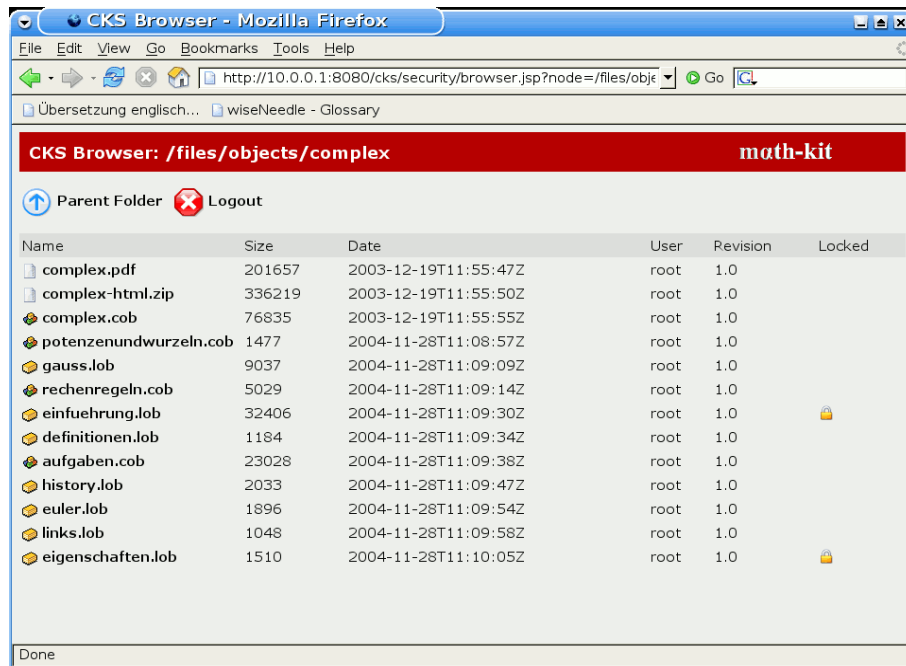 CKS Browser - Mozilla Firefox
File Edit View Go Bookmarks Tools Help
http://10.0.0.1:8080/cks/security/browser.jsp?node=/files/obje Go G
Übersetzung englisch... wiseNeedle - Glossary
CKS Browser: /files/objects/complex mαth-kit
Parent Folder Logout
Name Size Date User Revision Locked
complex.pdf 201657 2003-12-19T11:55:47Z root 1.0
complex-html.zip 336219 2003-12-19T11:55:50Z root 1.0
complex.cob 76835 2003-12-19T11:55:55Z root 1.0
potenzenundwurzeln.cob 1477 2004-11-28T11:08:57Z root 1.0
gauss.lob 9037 2004-11-28T11:09:09Z root 1.0
rechenregeln.cob 5029 2004-11-28T11:09:14Z root 1.0
einfuehrung.lob 32406 2004-11-28T11:09:30Z root 1.0
definitionen.lob 1184 2004-11-28T11:09:34Z root 1.0
aufgaben.cob 23028 2004-11-28T11:09:38Z root 1.0
history.lob 2033 2004-11-28T11:09:47Z root 1.0
euler.lob 1896 2004-11-28T11:09:54Z root 1.0
links.lob 1048 2004-11-28T11:09:58Z root 1.0
eigenschaften.lob 1510 2004-11-28T11:10:05Z root 1.0
Done